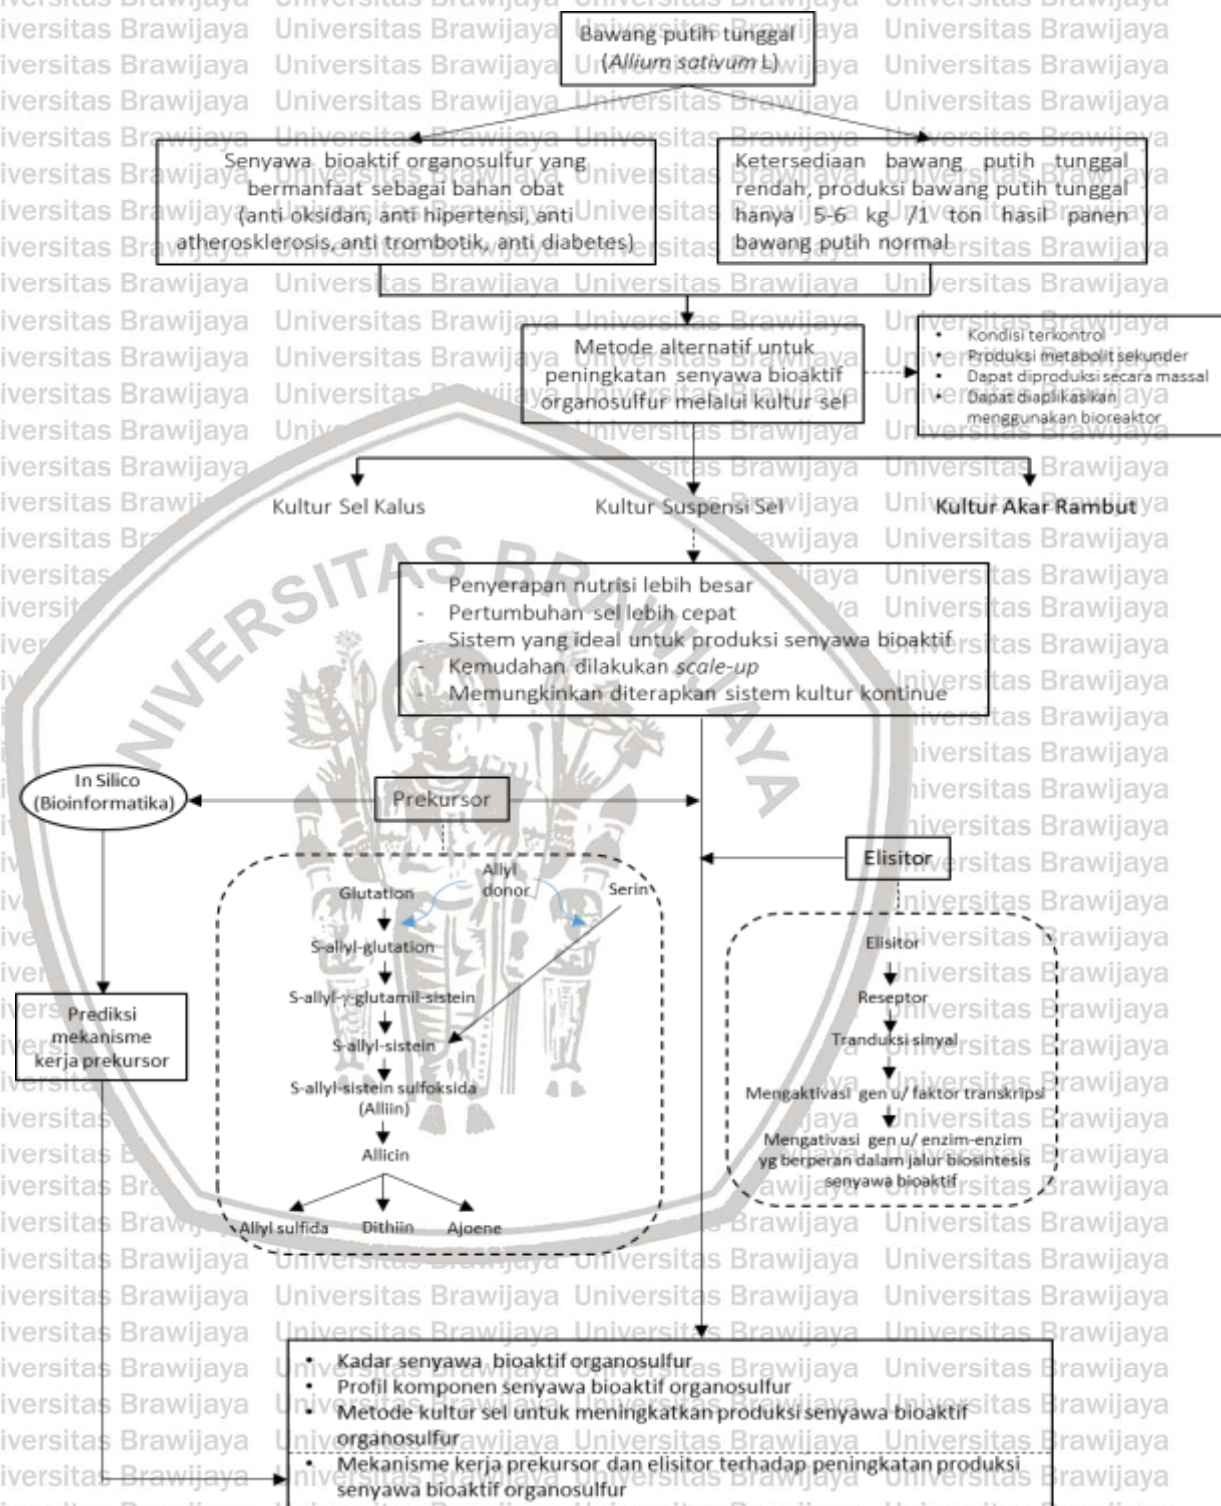 Bawang putih tunggal
(Allium sativum L)
Senyawa bioaktif organosulfur yang
bermanfaat sebagai bahan obat
(anti oksidan, anti hipertensi, anti
atherosklerosis, anti trombotik, anti diabetes)
Ketersediaan bawang putih tunggal
rendah, produksi bawang putih tunggal
hanya 5-6 kg /1 ton hasil panen
bawang putih normal
Metode alternatif untuk
peningkatan senyawa bioaktif
organosulfur melalui kultur sel
• Kondisi terkontrol
• Produksi metabolit sekunder
• Dapat diproduksi secara massal
• Dapat diaplikasikan
menggunakan bioreaktor
Kultur Sel Kalus
Kultur Suspensi Sel
Kultur Akar Rambut
- Penyerapan nutrisi lebih besar
- Pertumbuhan sel lebih cepat
- Sistem yang ideal untuk produksi senyawa bioaktif
- Kemudahan dilakukan scale-up
- Memungkinkan diterapkan sistem kultur kontinue
In Silico
(Bioinformatika)
Prekursor
Elisitor
Glutation
Allyl
donor
Serin
S-allyl-glutation
S-allyl-γ-glutamil-sistein
S-allyl-sistein
S-allyl-sistein sulfoksida
(Alliin)
Allicin
Allyl sulfida
Dithiin
Ajoene
Prediksi
mekanisme
kerja prekursor
Elisitor
Reseptor
Tranduksi sinyal
Mengaktivasi gen u/ faktor transkripsi
Mengativasi gen u/ enzim-enzim
yg berperan dalam jalur biosintesis
senyawa bioaktif
• Kadar senyawa bioaktif organosulfur
• Profil komponen senyawa bioaktif organosulfur
• Metode kultur sel untuk meningkatkan produksi senyawa bioaktif
organosulfur
• Mekanisme kerja prekursor dan elisitor terhadap peningkatan produksi
senyawa bioaktif organosulfur
UNIVERSITAS BRAWIJAYA